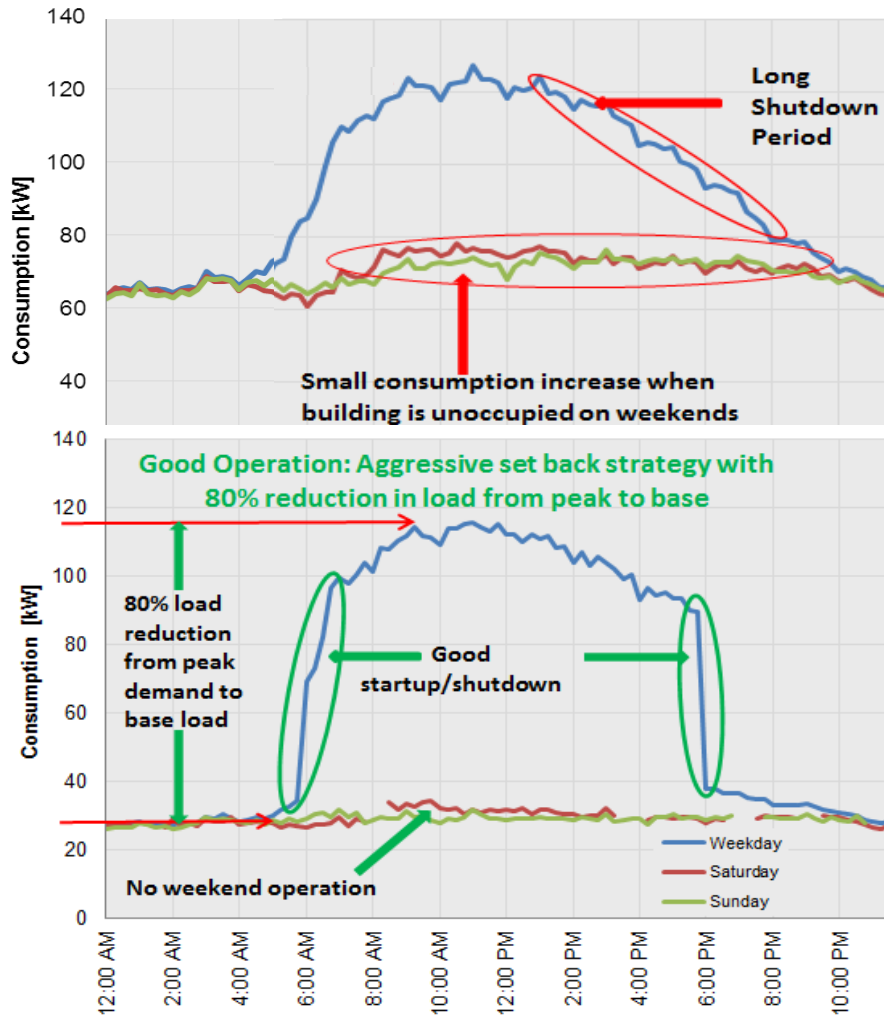 140
120
100
80
60
40
Consumption [kW]
Long
Shutdown
Period
Small consumption increase when
building is unoccupied on weekends
140
120
100
80
60
40
20
0
Consumption [kW]
Good Operation: Aggressive set back strategy with
80% reduction in load from peak to base
80% load
reduction
from peak
demand to
base load
Good
startup/shutdown
No weekend operation
Weekday
Saturday
Sunday
12:00 AM
2:00 AM
4:00 AM
6:00 AM
8:00 AM
10:00 AM
12:00 PM
2:00 PM
4:00 PM
6:00 PM
8:00 PM
10:00 PM